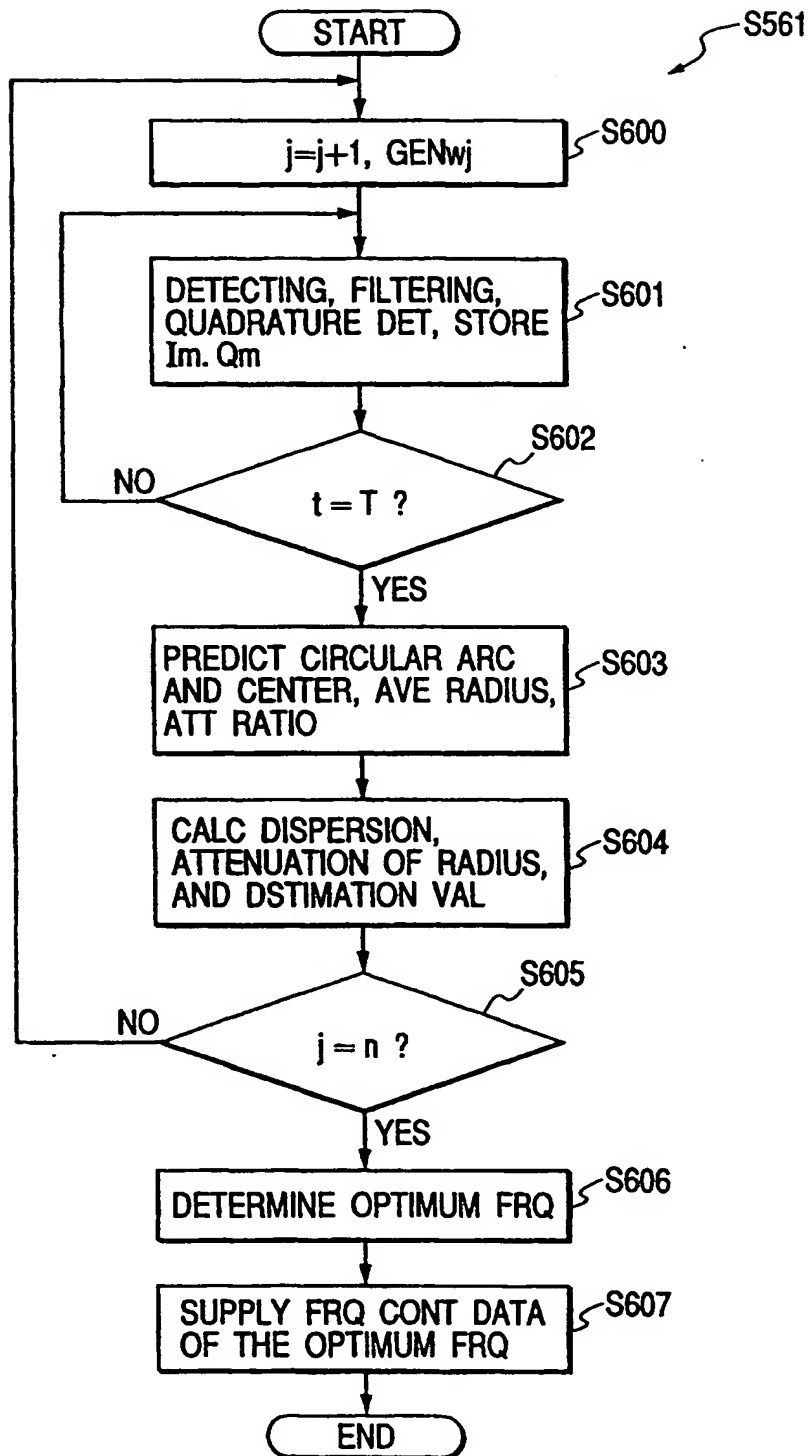 START
S561
j=j+1, GENwj
S600
DETECTING, FILTERING,
QUADRATURE DET, STORE
Im. Qm
S601
S602
NO
t = T ?
YES
PREDICT CIRCULAR ARC
AND CENTER, AVE RADIUS,
ATT RATIO
S603
CALC DISPERSION,
ATTENUATION OF RADIUS,
AND DSTIMATION VAL
S604
S605
NO
j = n ?
YES
DETERMINE OPTIMUM FRQ
S606
SUPPLY FRQ CONT DATA
OF THE OPTIMUM FRQ
S607
END